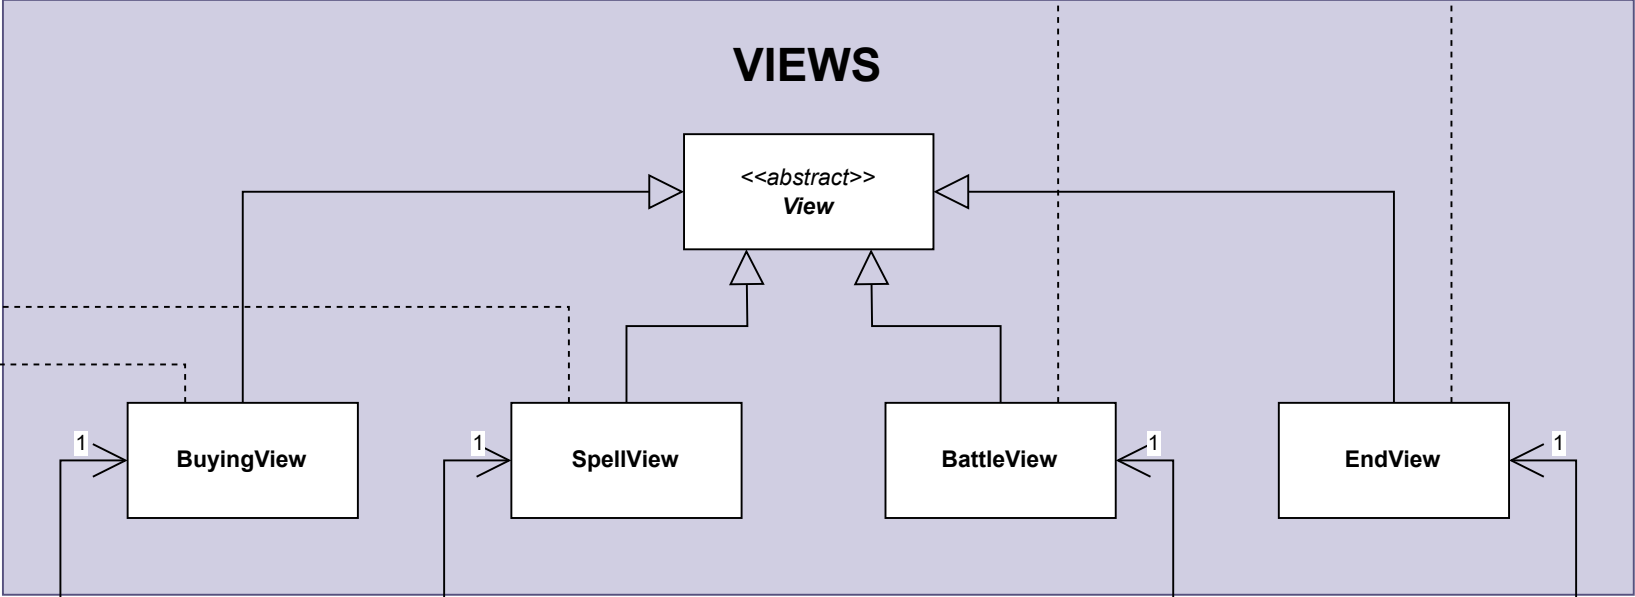 VIEWS
<<abstract>>
View
1
BuyingView
1
SpellView
BattleView
1
EndView
1